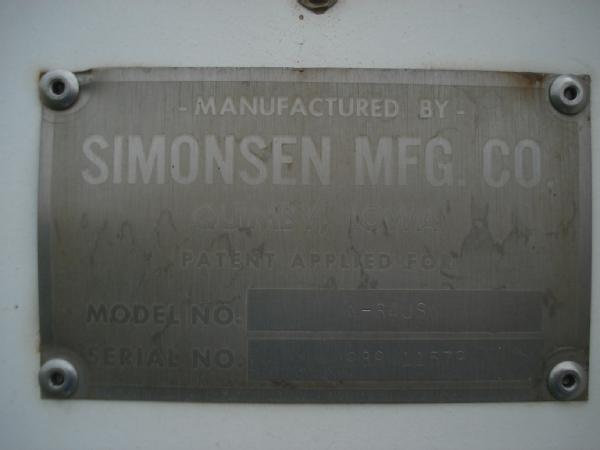 - MANUFACTURED BY -
SIMONSEN MFG. CO.
QUIMBY, IOWA
PATENT APPLIED FOR
MODEL NO.
SERIAL NO.